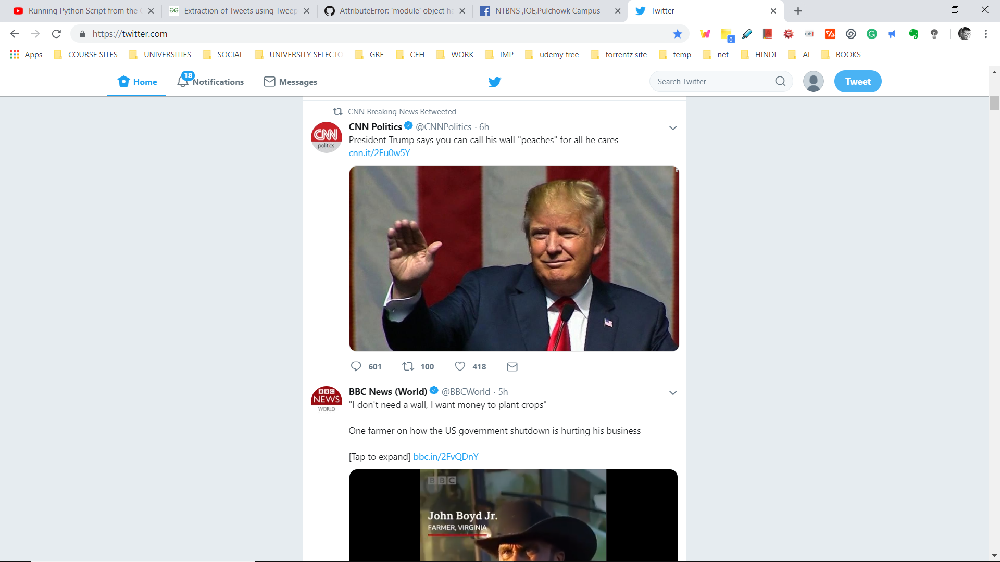 Running Python Script from the
Extraction of Tweets using Tweep
AttributeError: 'module' object ha
NTBNS ,IOE,Pulchowk Campus
Twitter
https://twitter.com
0
Apps
COURSE SITES
UNIVERSITIES
SOCIAL
UNIVERSITY SELECTO
GRE
CEH
WORK
IMP
udemy free
torrentz site
temp
net
HINDI
AI
BOOKS
Home
18
Notifications
Messages
Search Twitter
Tweet
CNN Breaking News Retweeted
CNN politics
CNN Politics @CNNPolitics · 6h
President Trump says you can call his wall "peaches" for all he cares
cnn.it/2Fu0w5Y
601 100 418
BBC NEWS WORLD
BBC News (World) @BBCWorld · 5h
"I don't need a wall, I want money to plant crops"
One farmer on how the US government shutdown is hurting his business
[Tap to expand] bbc.in/2FvQDnY
BBC
John Boyd Jr.
FARMER, VIRGINIA